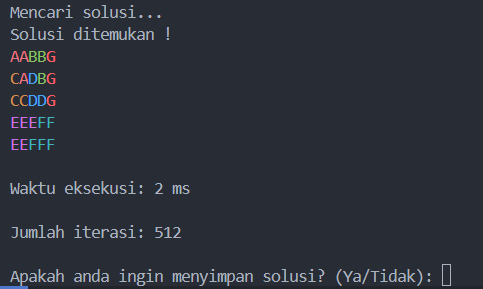 Mencari solusi...
Solusi ditemukan !
AABBG
CADBG
CCDDG
EEEFF
EEFFF
Waktu eksekusi: 2 ms
Jumlah iterasi: 512
Apakah anda ingin menyimpan solusi? (Ya/Tidak):